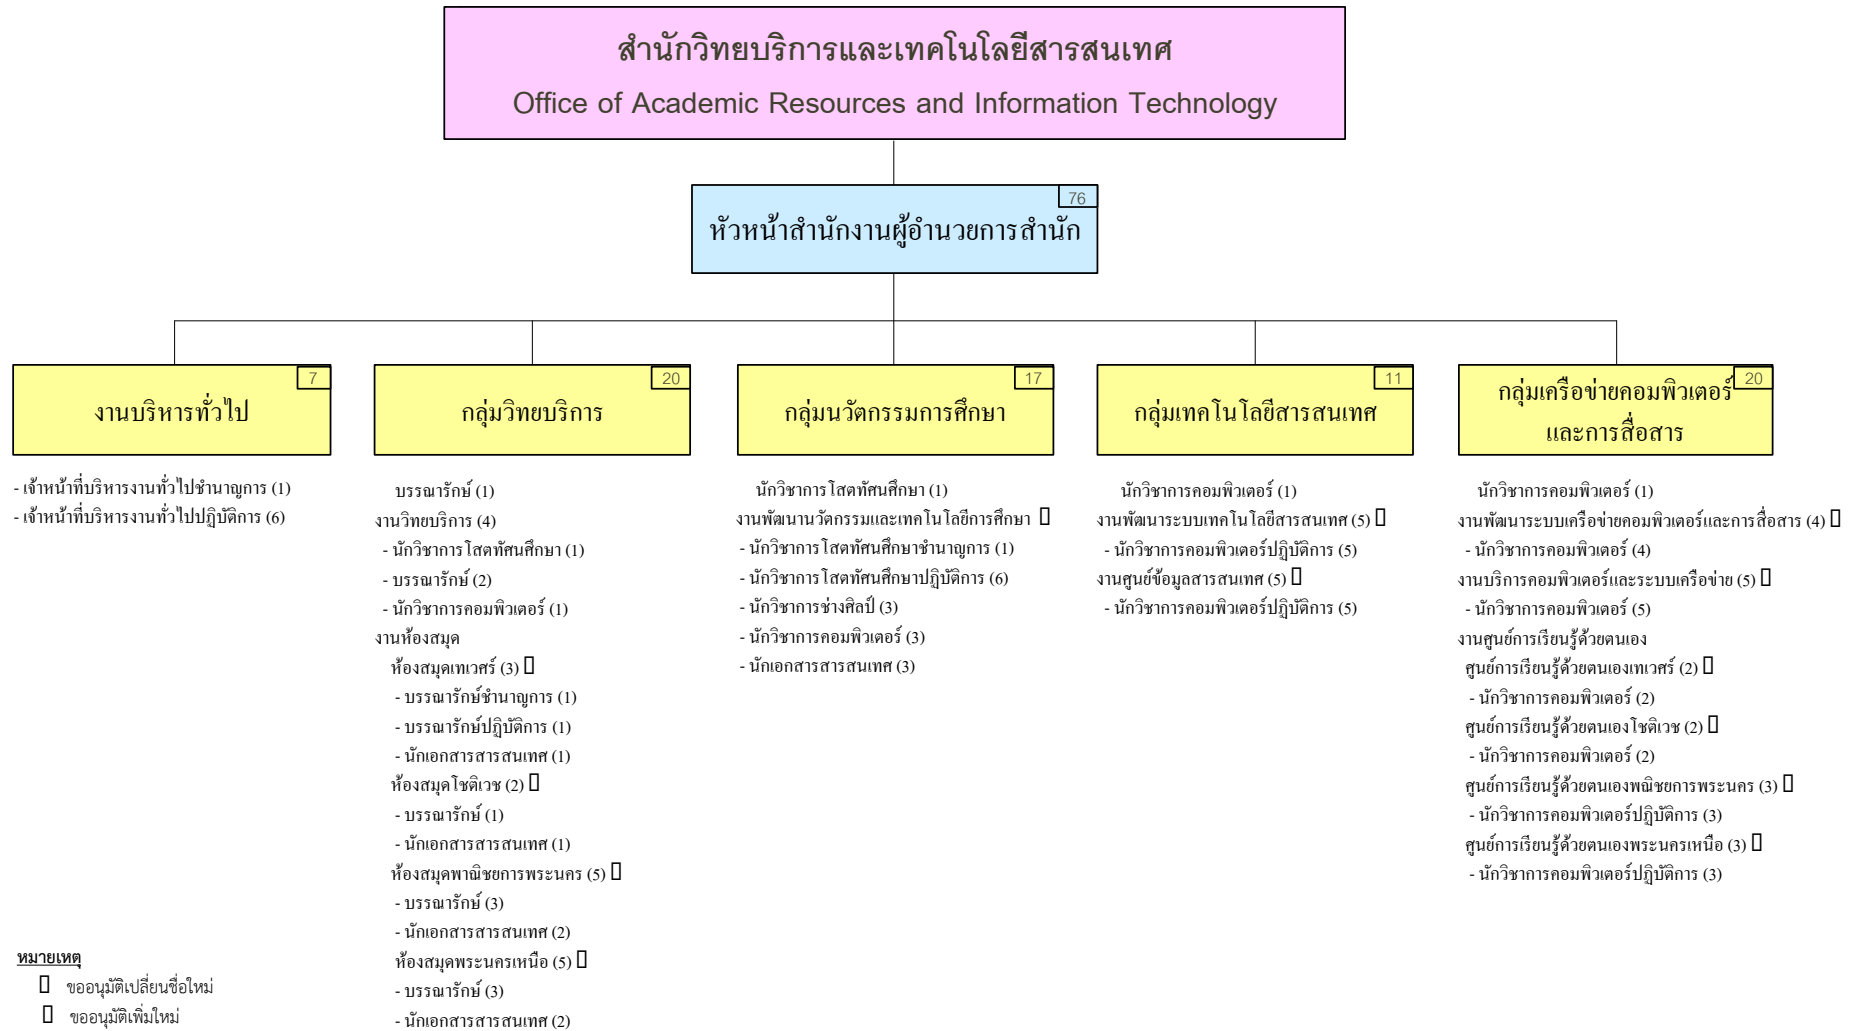 สำนักวิทยบริการและเทคโนโลยีสารสนเทศ
Office of Academic Resources and Information Technology
76
หัวหน้าสำนักงานผู้อำนวยการสำนัก
7
งานบริหารทั่วไป
- เจ้าหน้าที่บริหารงานทั่วไปชำนาญการ (1)
- เจ้าหน้าที่บริหารงานทั่วไปปฏิบัติการ (6)
20
กลุ่มวิทยบริการ
บรรณารักษ์ (1)
งานวิทยบริการ (4)
- นักวิชาการโสตทัศนศึกษา (1)
- บรรณารักษ์ (2)
- นักวิชาการคอมพิวเตอร์ (1)
งานห้องสมุด
ห้องสมุดเทเวศร์ (3) ▯
- บรรณารักษ์ชำนาญการ (1)
- บรรณารักษ์ปฏิบัติการ (1)
- นักเอกสารสารสนเทศ (1)
ห้องสมุดโชติเวช (2) ▯
- บรรณารักษ์ (1)
- นักเอกสารสารสนเทศ (1)
ห้องสมุดพาณิชยการพระนคร (5) ▯
- บรรณารักษ์ (3)
- นักเอกสารสารสนเทศ (2)
ห้องสมุดพระนครเหนือ (5) ▯
- บรรณารักษ์ (3)
- นักเอกสารสารสนเทศ (2)
17
กลุ่มนวัตกรรมการศึกษา
นักวิชาการโสตทัศนศึกษา (1)
งานพัฒนานวัตกรรมและเทคโนโลยีการศึกษา ▯
- นักวิชาการโสตทัศนศึกษาชำนาญการ (1)
- นักวิชาการโสตทัศนศึกษาปฏิบัติการ (6)
- นักวิชาการช่างศิลป์ (3)
- นักวิชาการคอมพิวเตอร์ (3)
- นักเอกสารสารสนเทศ (3)
11
กลุ่มเทคโนโลยีสารสนเทศ
นักวิชาการคอมพิวเตอร์ (1)
งานพัฒนาระบบเทคโนโลยีสารสนเทศ (5) ▯
- นักวิชาการคอมพิวเตอร์ปฏิบัติการ (5)
งานศูนย์ข้อมูลสารสนเทศ (5) ▯
- นักวิชาการคอมพิวเตอร์ปฏิบัติการ (5)
20
กลุ่มเครือข่ายคอมพิวเตอร์
และการสื่อสาร
นักวิชาการคอมพิวเตอร์ (1)
งานพัฒนาระบบเครือข่ายคอมพิวเตอร์และการสื่อสาร (4) ▯
- นักวิชาการคอมพิวเตอร์ (4)
งานบริการคอมพิวเตอร์และระบบเครือข่าย (5) ▯
- นักวิชาการคอมพิวเตอร์ (5)
งานศูนย์การเรียนรู้ด้วยตนเอง
ศูนย์การเรียนรู้ด้วยตนเองเทเวศร์ (2) ▯
- นักวิชาการคอมพิวเตอร์ (2)
ศูนย์การเรียนรู้ด้วยตนเองโชติเวช (2) ▯
- นักวิชาการคอมพิวเตอร์ (2)
ศูนย์การเรียนรู้ด้วยตนเองพณิชยการพระนคร (3) ▯
- นักวิชาการคอมพิวเตอร์ปฏิบัติการ (3)
ศูนย์การเรียนรู้ด้วยตนเองพระนครเหนือ (3) ▯
- นักวิชาการคอมพิวเตอร์ปฏิบัติการ (3)
หมายเหตุ
▯ ขออนุมัติเปลี่ยนชื่อใหม่
▯ ขออนุมัติเพิ่มใหม่